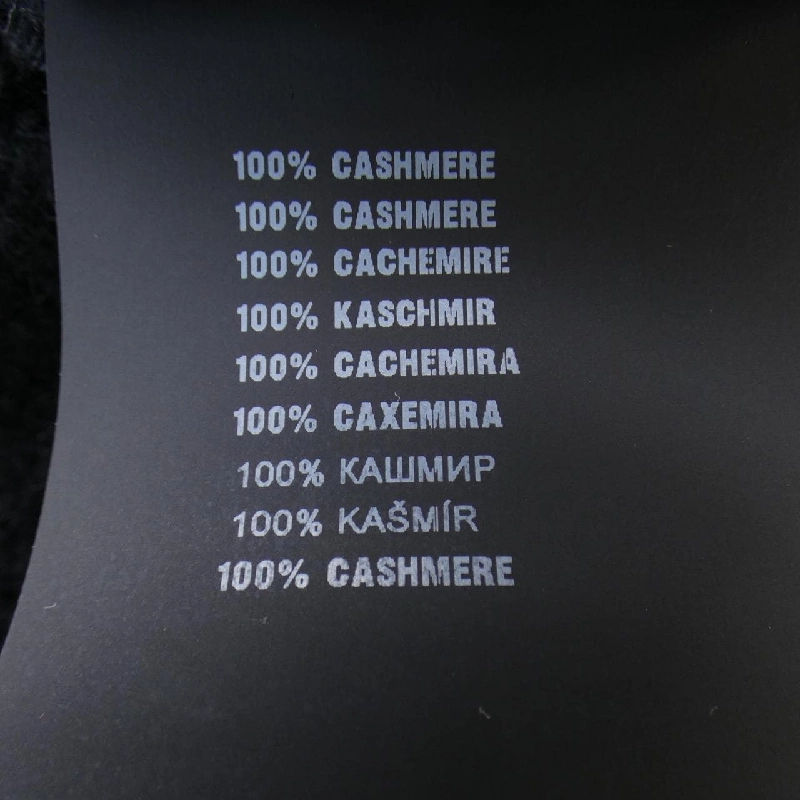 100% CASHMERE
100% CASHMERE
100% CACHEMIRE
100% KASCHMIR
100% CACHEMIRA
100% CAXEMIRA
100% КАШМИР
100% KAŠMÍR
100% CASHMERE